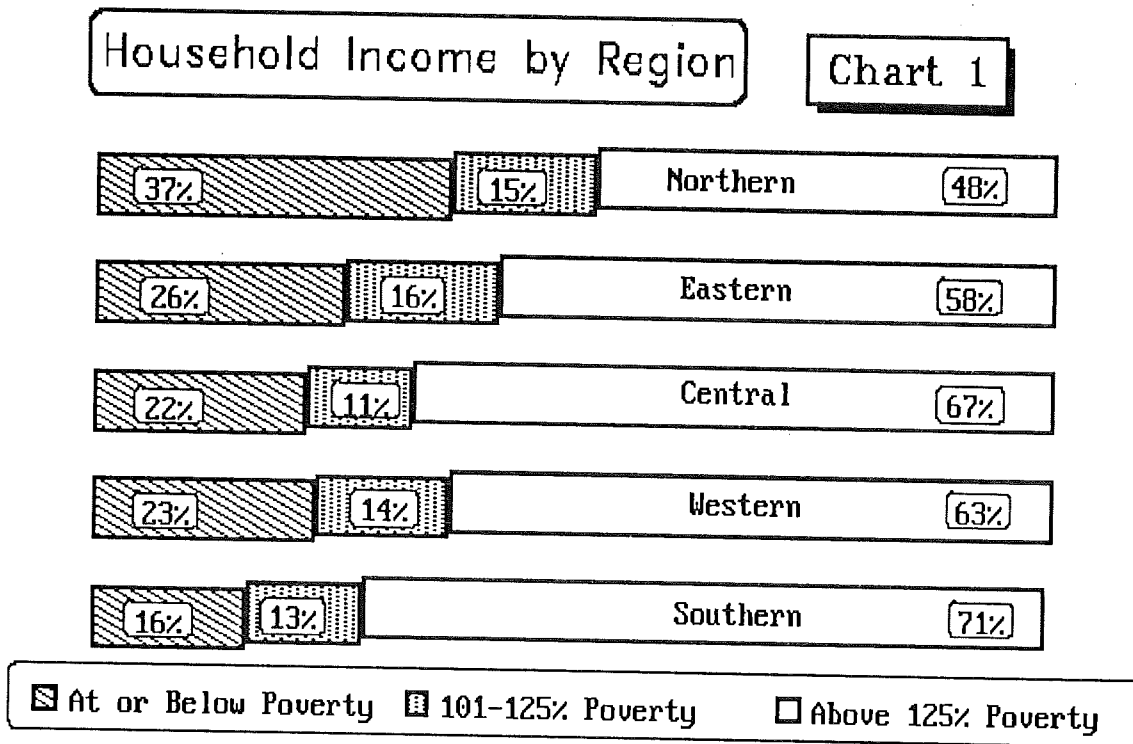 Household Income by Region
Chart 1
37% 15% Northern 48%
26% 16% Eastern 58%
22% 11% Central 67%
23% 14% Western 63%
16% 13% Southern 71%
At or Below Poverty 101-125% Poverty Above 125% Poverty